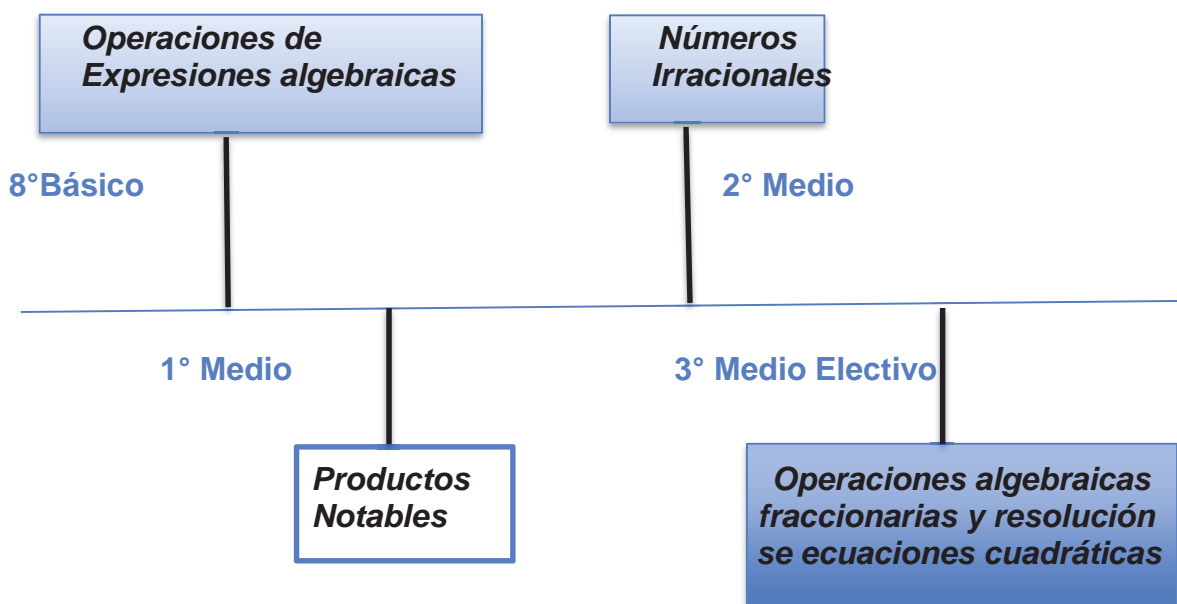 Operaciones de
Expresiones algebraicas
Números
Irracionales
8°Básico
2° Medio
1° Medio
3° Medio Electivo
Productos
Notables
Operaciones algebraicas
fraccionarias y resolución
se ecuaciones cuadráticas